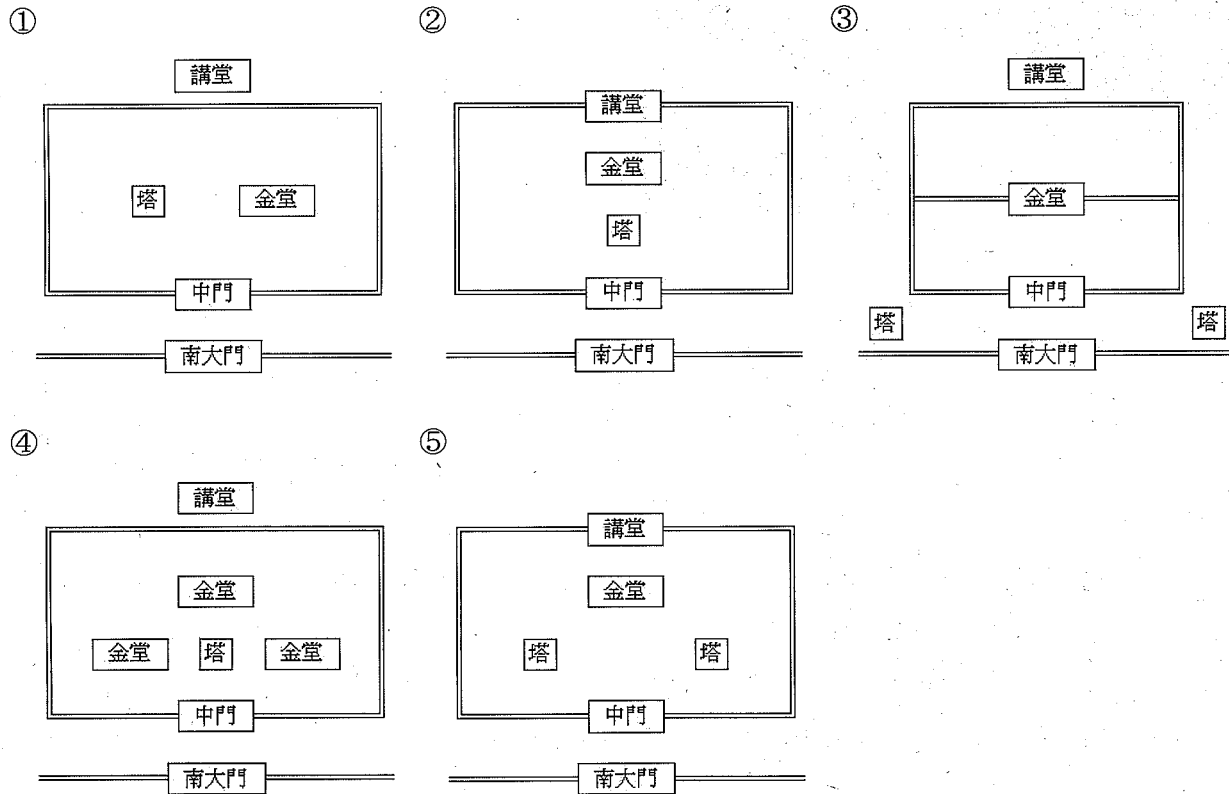 ①
講堂
塔 金堂
中門
南大門
②
講堂
金堂
塔
中門
南大門
③
講堂
金堂
中門
塔 塔
南大門
④
講堂
金堂
金堂 塔 金堂
中門
南大門
⑤
講堂
金堂
塔 塔
中門
南大門